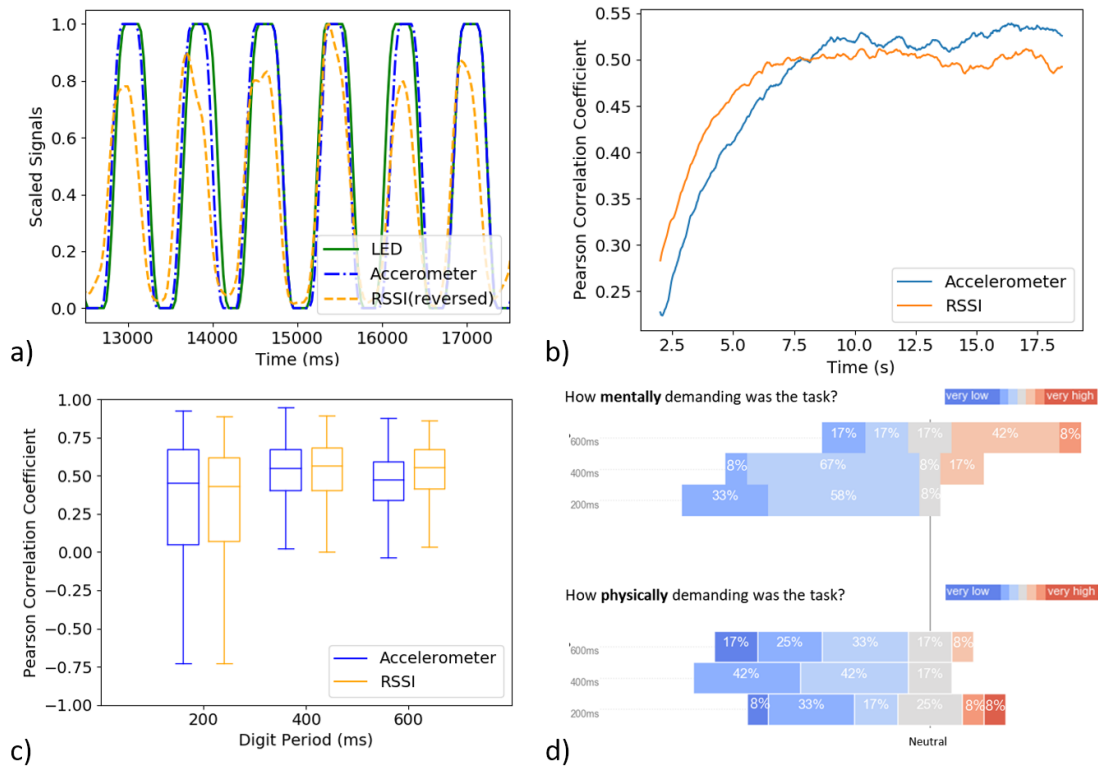 1.0
0.8
0.6
0.4
0.2
0.0
Scaled Signals
LED
Accerometer
RSSI(reversed)
13000 14000 15000 16000 17000
Time (ms)
a)
0.55
0.50
0.45
0.40
0.35
0.30
0.25
Pearson Correlation Coefficient
Accelerometer
RSSI
2.5 5.0 7.5 10.0 12.5 15.0 17.5
Time (s)
b)
1.00
0.75
0.50
0.25
0.00
−0.25
−0.50
−0.75
−1.00
Pearson Correlation Coefficient
Accelerometer
RSSI
200 400 600
Digit Period (ms)
c)
How mentally demanding was the task?
very low very high
600ms 17% 17% 17% 42% 8%
400ms 8% 67% 8% 17%
200ms 33% 58% 8%
How physically demanding was the task?
very low very high
600ms 17% 25% 33% 17% 8%
400ms 42% 42% 17%
200ms 8% 33% 17% 25% 8% 8%
Neutral
d)